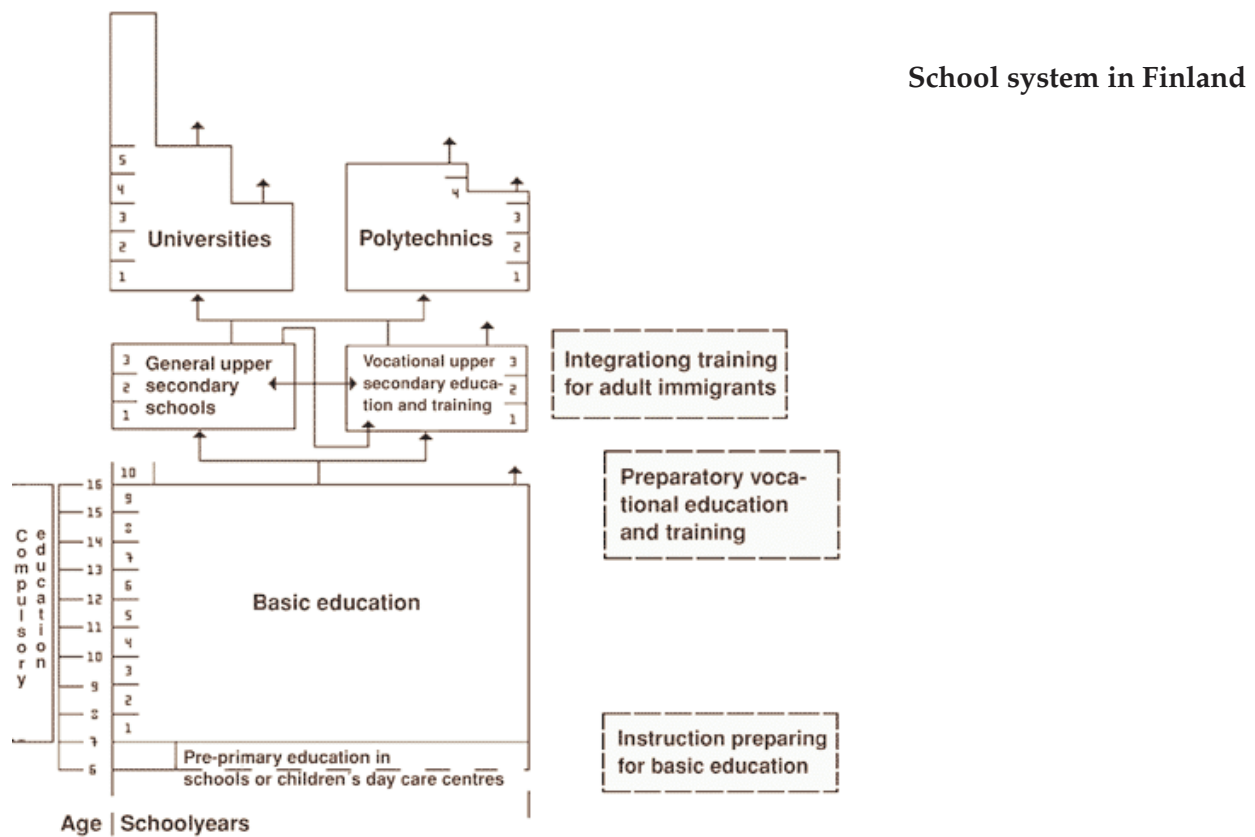 School system in Finland
5
4
3
2
1
Universities
4
3
2
1
Polytechnics
3
2
1
General upper
secondary
schools
Vocational upper
secondary educa-
tion and training
3
2
1
Integrationg training
for adult immigrants
Preparatory voca-
tional education
and training
10
16
9
15
8
14
7
13
6
12
5
11
4
10
3
9
2
8
1
7
6
Compulsory
education
Basic education
Instruction preparing
for basic education
Pre-primary education in
schools or children's day care centres
Age | Schoolyears